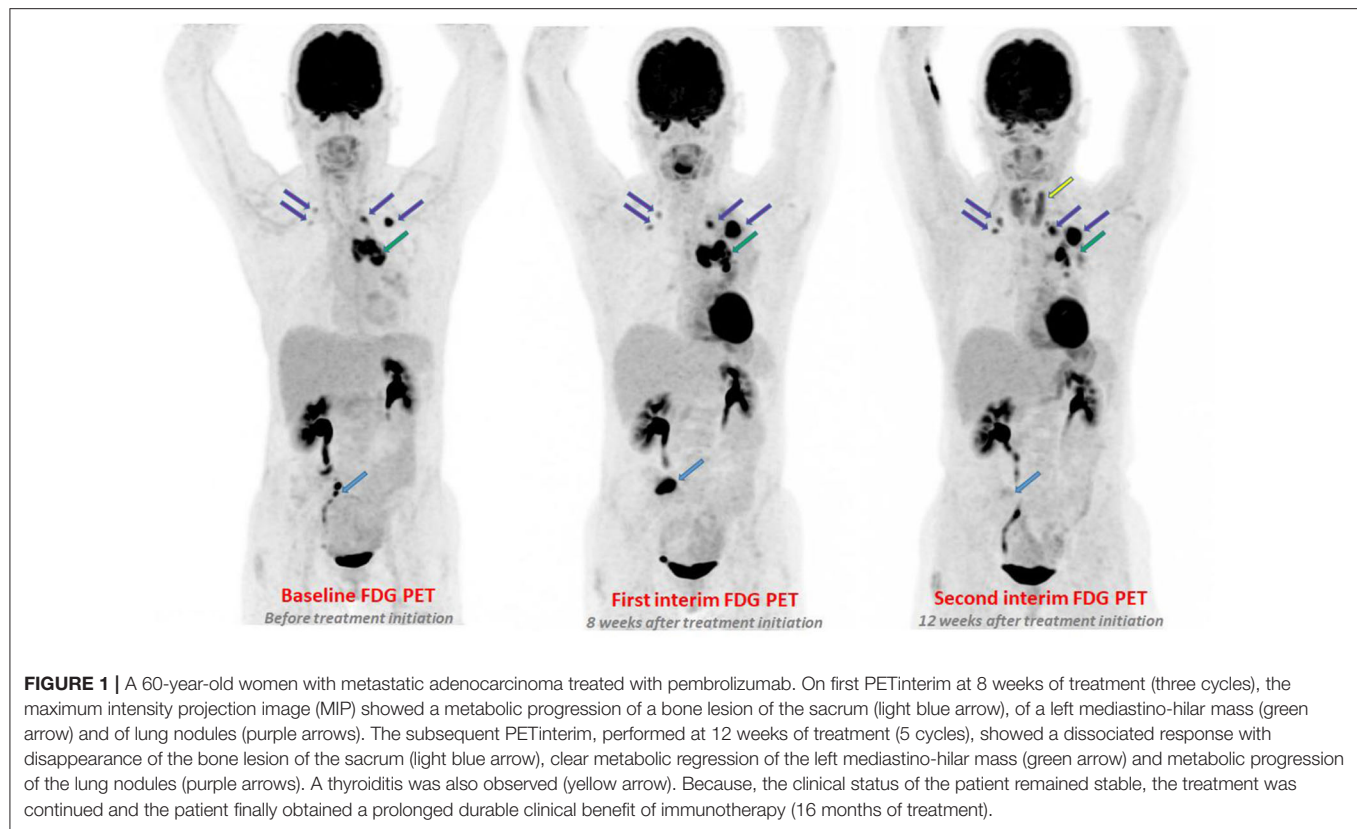 Baseline FDG PET
Before treatment initiation
First interim FDG PET
8 weeks after treatment initiation
Second interim FDG PET
12 weeks after treatment initiation
FIGURE 1 | A 60-year-old women with metastatic adenocarcinoma treated with pembrolizumab. On first PETinterim at 8 weeks of treatment (three cycles), the
maximum intensity projection image (MIP) showed a metabolic progression of a bone lesion of the sacrum (light blue arrow), of a left mediastino-hilar mass (green
arrow) and of lung nodules (purple arrows). The subsequent PETinterim, performed at 12 weeks of treatment (5 cycles), showed a dissociated response with
disappearance of the bone lesion of the sacrum (light blue arrow), clear metabolic regression of the left mediastino-hilar mass (green arrow) and metabolic progression
of the lung nodules (purple arrows). A thyroiditis was also observed (yellow arrow). Because, the clinical status of the patient remained stable, the treatment was
continued and the patient finally obtained a prolonged durable clinical benefit of immunotherapy (16 months of treatment).